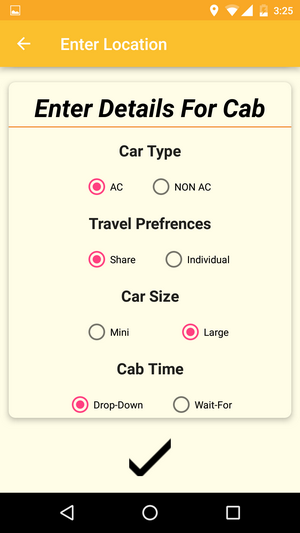 3:25
Enter Location
Enter Details For Cab
Car Type
AC NON AC
Travel Prefrences
Share Individual
Car Size
Mini Large
Cab Time
Drop-Down Wait-For